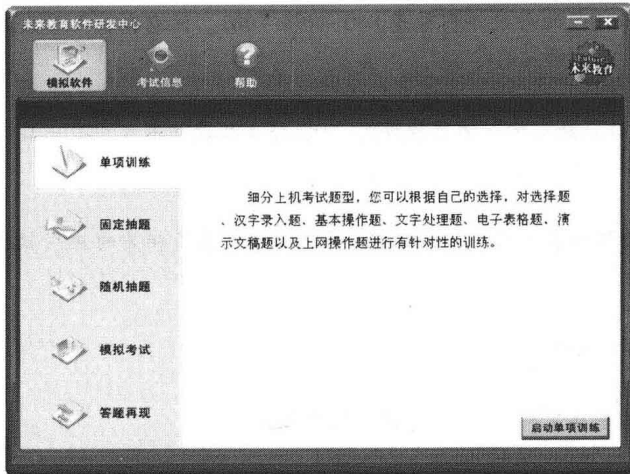 未来教育软件研发中心
模拟软件
考试信息
帮助
未来教育
单项训练
固定抽题
随机抽题
模拟考试
答题再现
细分上机考试题型，您可以根据自己的选择，对选择题
、汉字录入题、基本操作题、文字处理题、电子表格题、演
示文稿题以及上网操作题进行有针对性的训练。
启动单项训练